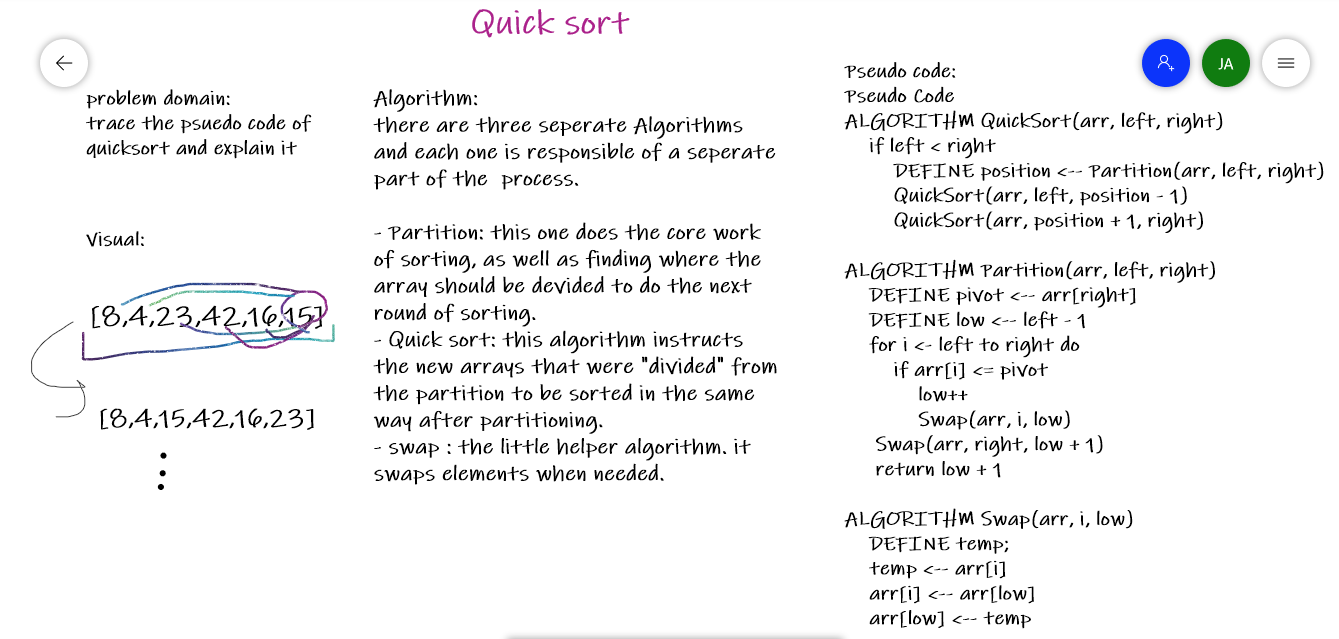 Quick sort
JA
problem domain:
trace the psuedo code of
quicksort and explain it
Visual:
[8,4,23,42,16,15]
[8,4,15,42,16,23]
Algorithm:
there are three seperate Algorithms
and each one is responsible of a seperate
part of the process.
- Partition: this one does the core work
of sorting, as well as finding where the
array should be devided to do the next
round of sorting.
- Quick sort: this algorithm instructs
the new arrays that were "divided" from
the partition to be sorted in the same
way after partitioning.
- swap : the little helper algorithm. it
swaps elements when needed.
Pseudo code:
Pseudo Code
ALGORITHM QuickSort(arr, left, right)
if left < right
DEFINE position <-- Partition(arr, left, right)
QuickSort(arr, left, position - 1)
QuickSort(arr, position + 1, right)
ALGORITHM Partition(arr, left, right)
DEFINE pivot <-- arr[right]
DEFINE low <-- left - 1
for i <- left to right do
if arr[i] <= pivot
low++
Swap(arr, i, low)
Swap(arr, right, low + 1)
return low + 1
ALGORITHM Swap(arr, i, low)
DEFINE temp;
temp <-- arr[i]
arr[i] <-- arr[low]
arr[low] <-- temp